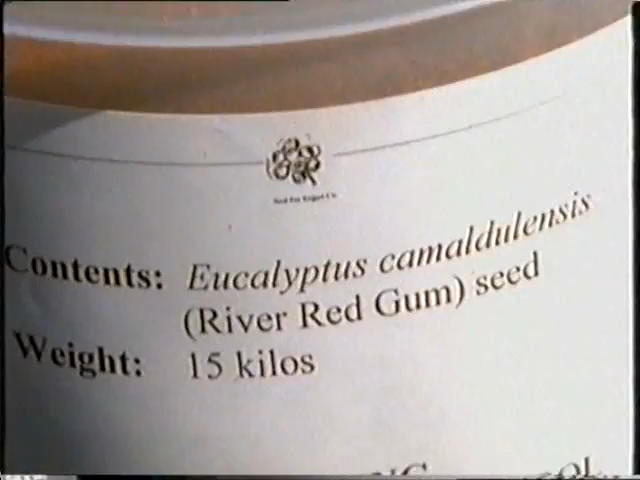 Contents: Eucalyptus camaldulensis
(River Red Gum) seed
Weight: 15 kilos